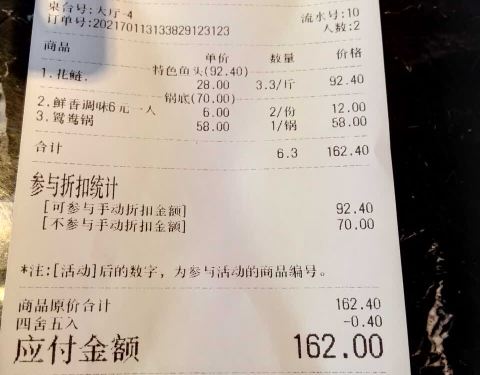 桌台号:大厅-4 流水号:10
订单号:202701131338​29123123 人数:2
商品 单价 数量 价格
特色鱼头(92.40)
1.花鲢. 28.00 3.3/斤 92.40
锅底(70.00)
2.鲜香调味6元一人 6.00 2/份 12.00
3.鸳鸯锅 58.00 1/锅 58.00
合计 6.3 162.40
参与折扣统计
[可参与手动折扣金额] 92.40
[不参与手动折扣金额] 70.00
*注:[活动]后的数字，为参与活动的商品编号。
商品原价合计 162.40
四舍五入 -0.40
应付金额 162.00